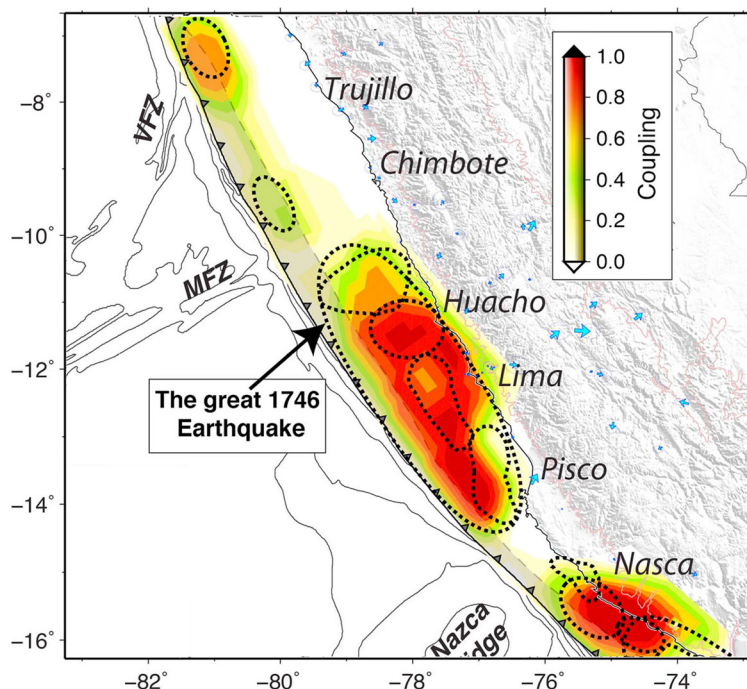 VFZ
Trujillo
Chimbote
MFZ
Huacho
Lima
The great 1746
Earthquake
Pisco
Nasca
Nazca
idge
1.0
0.8
0.6
0.4
0.2
0.0
Coupling
−8°
−10°
−12°
−14°
−16°
−82°
−80°
−78°
−76°
−74°